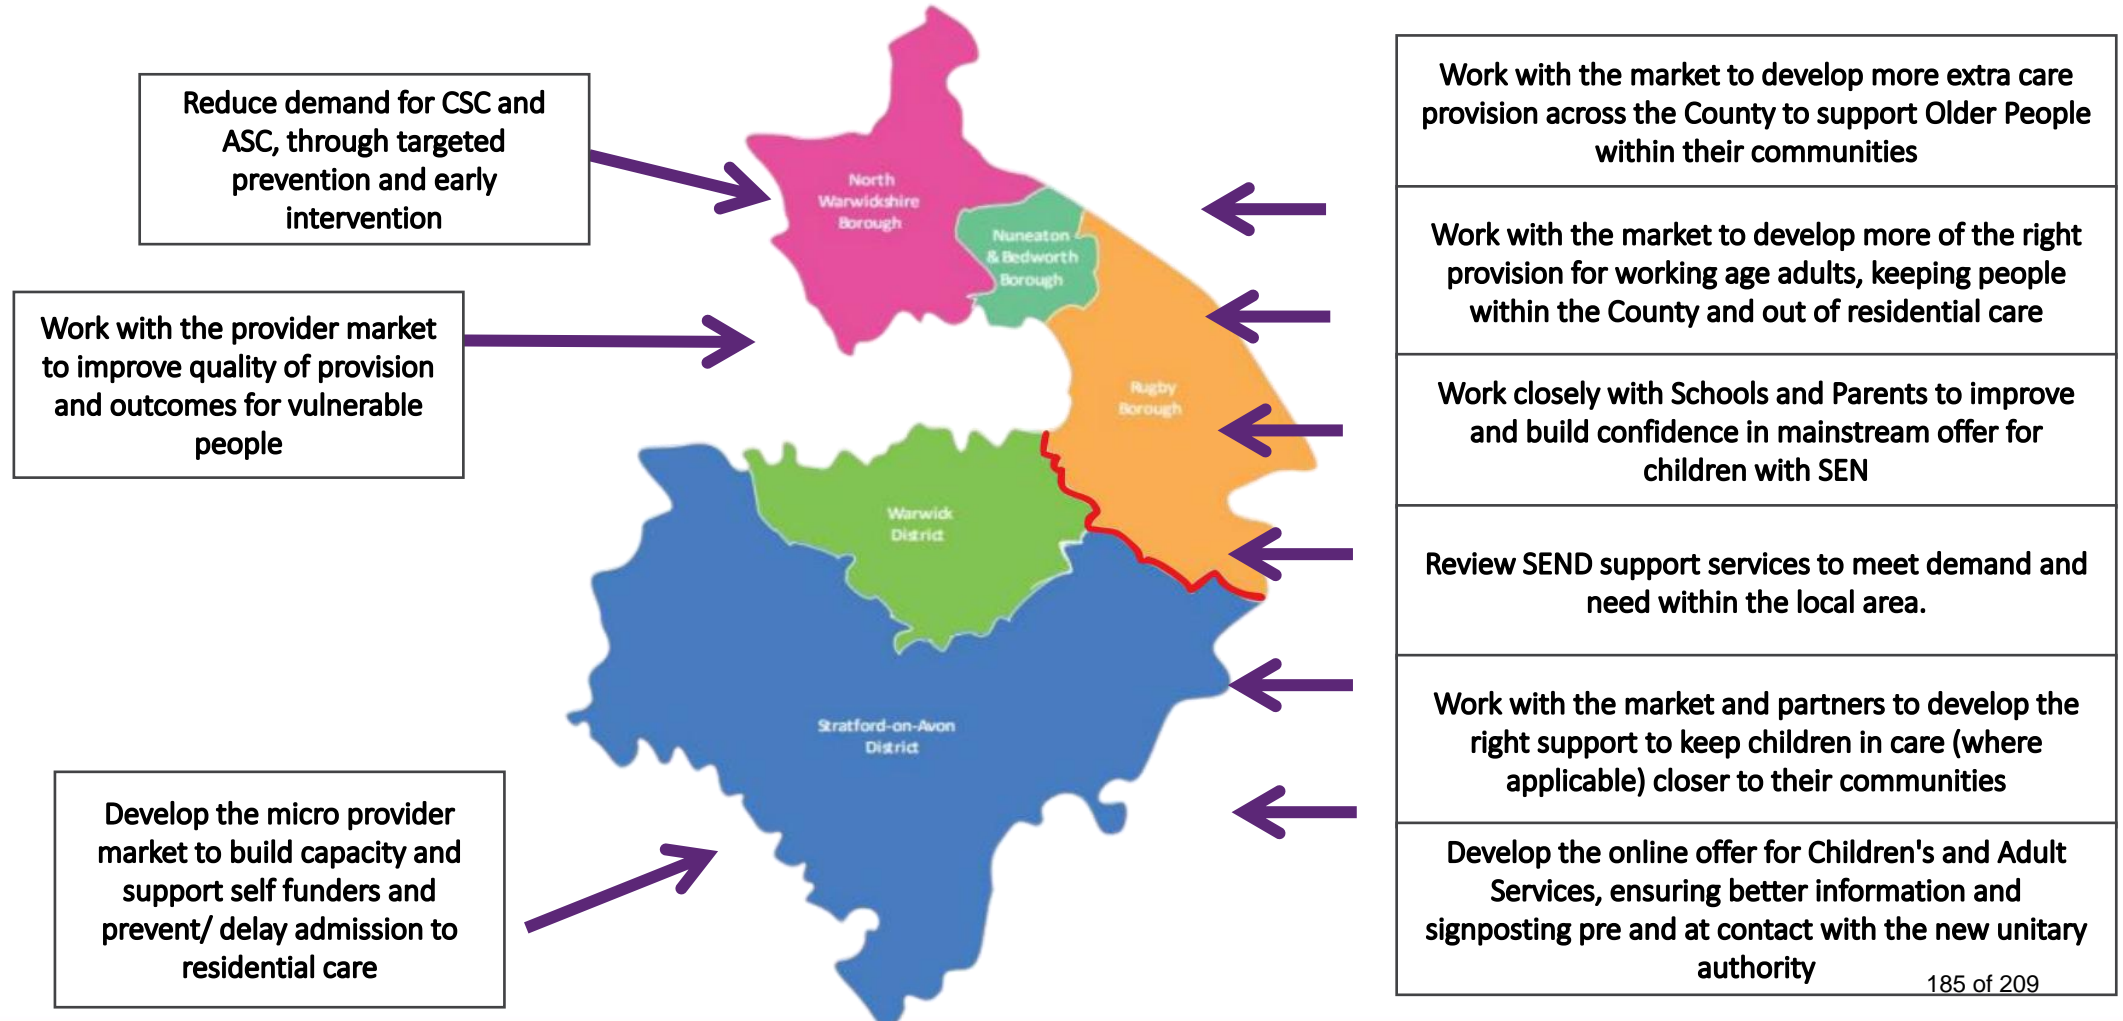 Reduce demand for CSC and
ASC, through targeted
prevention and early
intervention
Work with the provider market
to improve quality of provision
and outcomes for vulnerable
people
Develop the micro provider
market to build capacity and
support self funders and
prevent/ delay admission to
residential care
North
Warwickshire
Borough
Nuneaton
& Bedworth
Borough
Rugby
Borough
Warwick
District
Stratford-on-Avon
District
Work with the market to develop more extra care
provision across the County to support Older People
within their communities
Work with the market to develop more of the right
provision for working age adults, keeping people
within the County and out of residential care
Work closely with Schools and Parents to improve
and build confidence in mainstream offer for
children with SEN
Review SEND support services to meet demand and
need within the local area.
Work with the market and partners to develop the
right support to keep children in care (where
applicable) closer to their communities
Develop the online offer for Children's and Adult
Services, ensuring better information and
signposting pre and at contact with the new unitary
authority
185 of 209